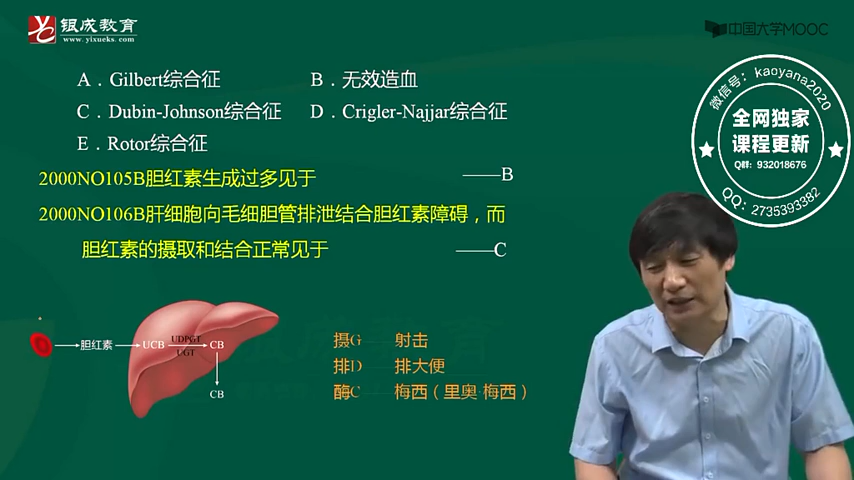 银成教育
www.yixueks.com
中国大学MOOC
微信号：kaoyana2020
全网独家
课程更新
Q群：932018676
QQ：2735393382
A．Gilbert综合征 B．无效造血
C．Dubin-Johnson综合征 D．Crigler-Najjar综合征
E．Rotor综合征
2000NO105B胆红素生成过多见于 ——B
2000NO106B肝细胞向毛细胆管排泄结合胆红素障碍，而
胆红素的摄取和结合正常见于 ——C
胆红素 UCB UDPGT CB
UGT
CB
摄G——射击
排D——排大便
酶C——梅西（里奥·梅西）